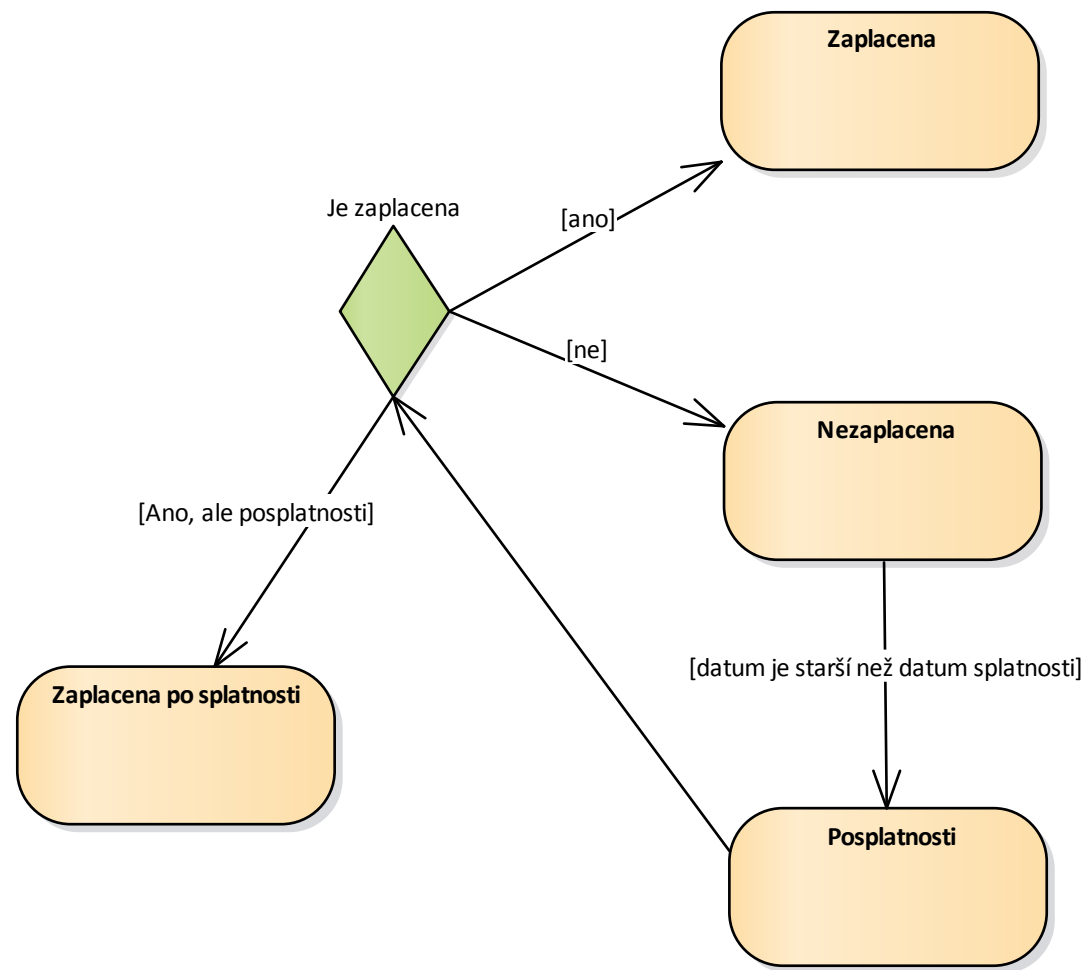 Zaplacena
Je zaplacena
[ano]
[ne]
Nezaplacena
[Ano, ale posplatnosti]
[datum je starší než datum splatnosti]
Zaplacena po splatnosti
Posplatnosti